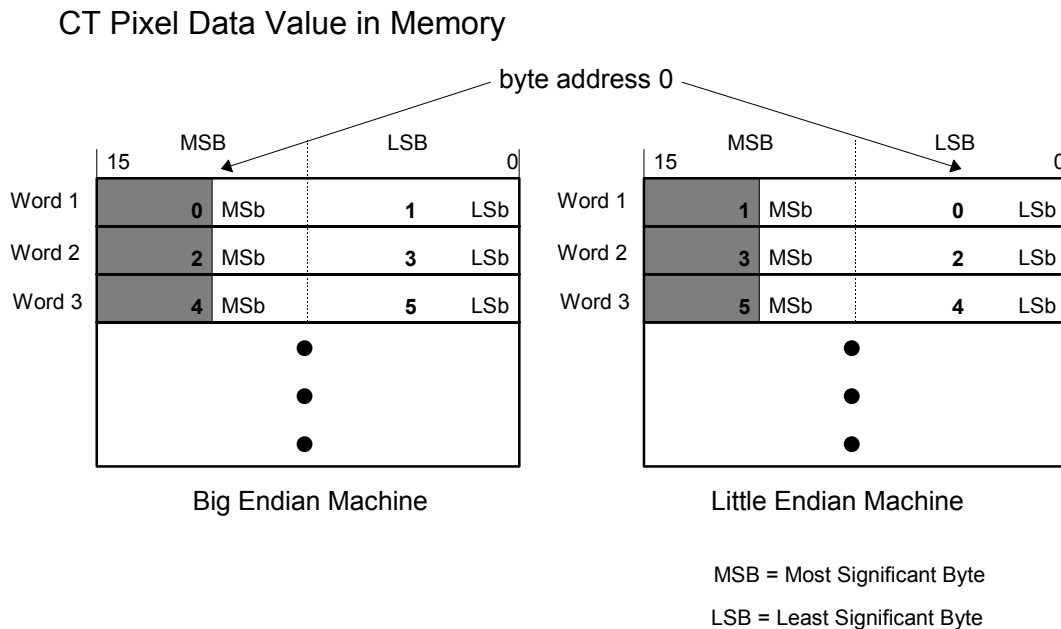 CT Pixel Data Value in Memory
byte address 0
MSB LSB MSB LSB
15 0 15 0
Word 1 0 MSb 1 LSb Word 1 1 MSb 0 LSb
Word 2 2 MSb 3 LSb Word 2 3 MSb 2 LSb
Word 3 4 MSb 5 LSb Word 3 5 MSb 4 LSb
Big Endian Machine Little Endian Machine
MSB = Most Significant Byte
LSB = Least Significant Byte